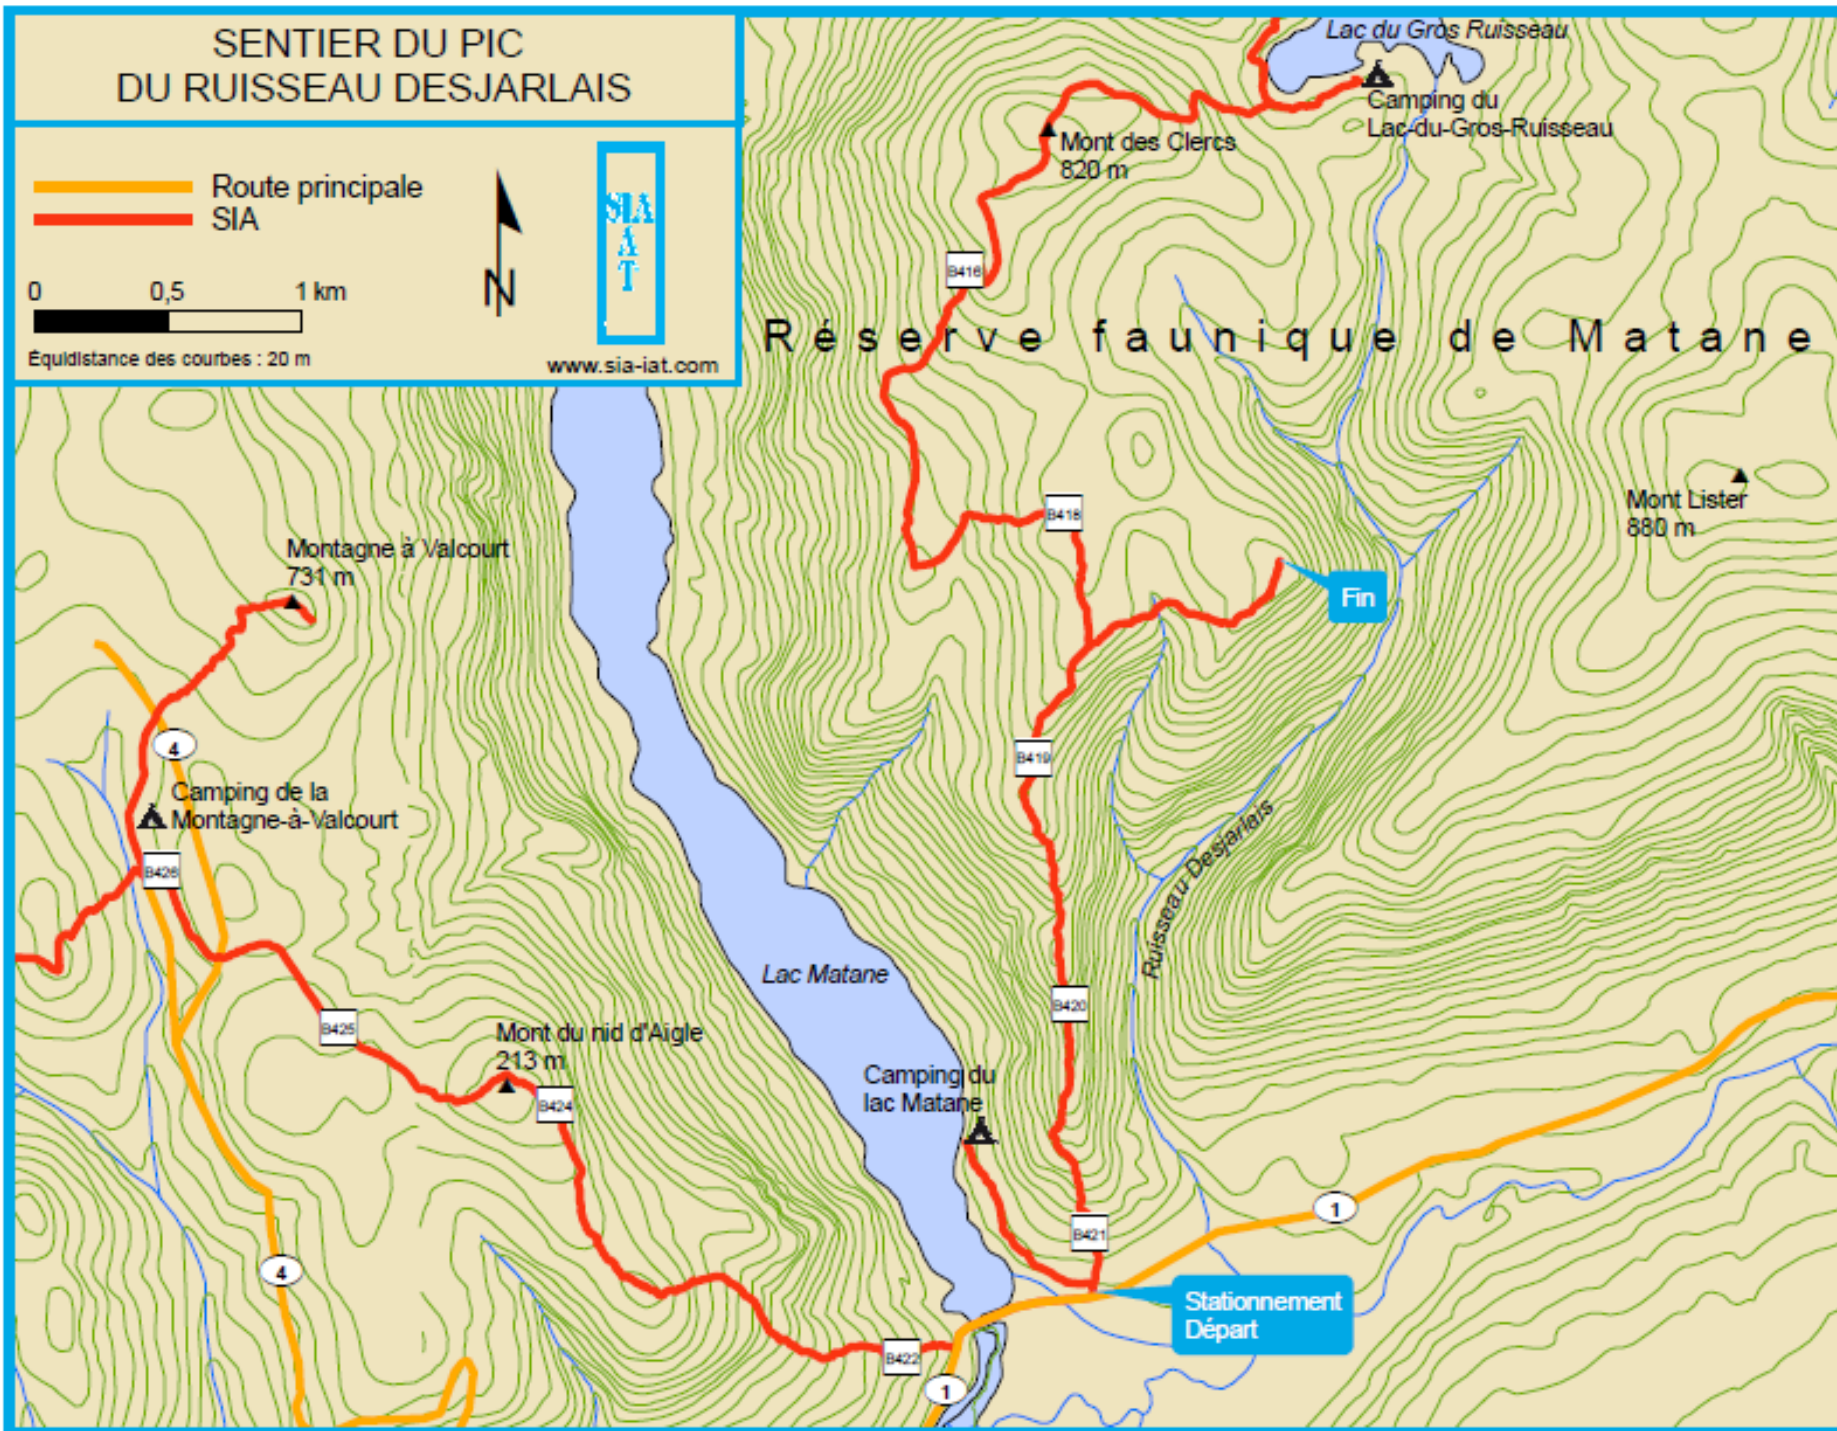 SENTIER DU PIC
DU RUISSEAU DESJARLAIS
Route principale
SIA
0 0,5 1 km
Équidistance des courbes : 20 m
N
SIA
A
T
www.sia-iat.com
Lac du Gros Ruisseau
Camping du
Lac-du-Gros-Ruisseau
Mont des Clercs
820 m
B416
Réserve faunique de Matane
Mont Lister
880 m
B418
Montagne à Valcourt
731 m
Fin
4
B419
Camping de la
Montagne-à-Valcourt
B426
Ruisseau Desjarlais
Lac Matane
B420
B425
Mont du nid d'Aigle
213 m
B424
Camping du
lac Matane
1
B421
4
Stationnement
Départ
B422
1